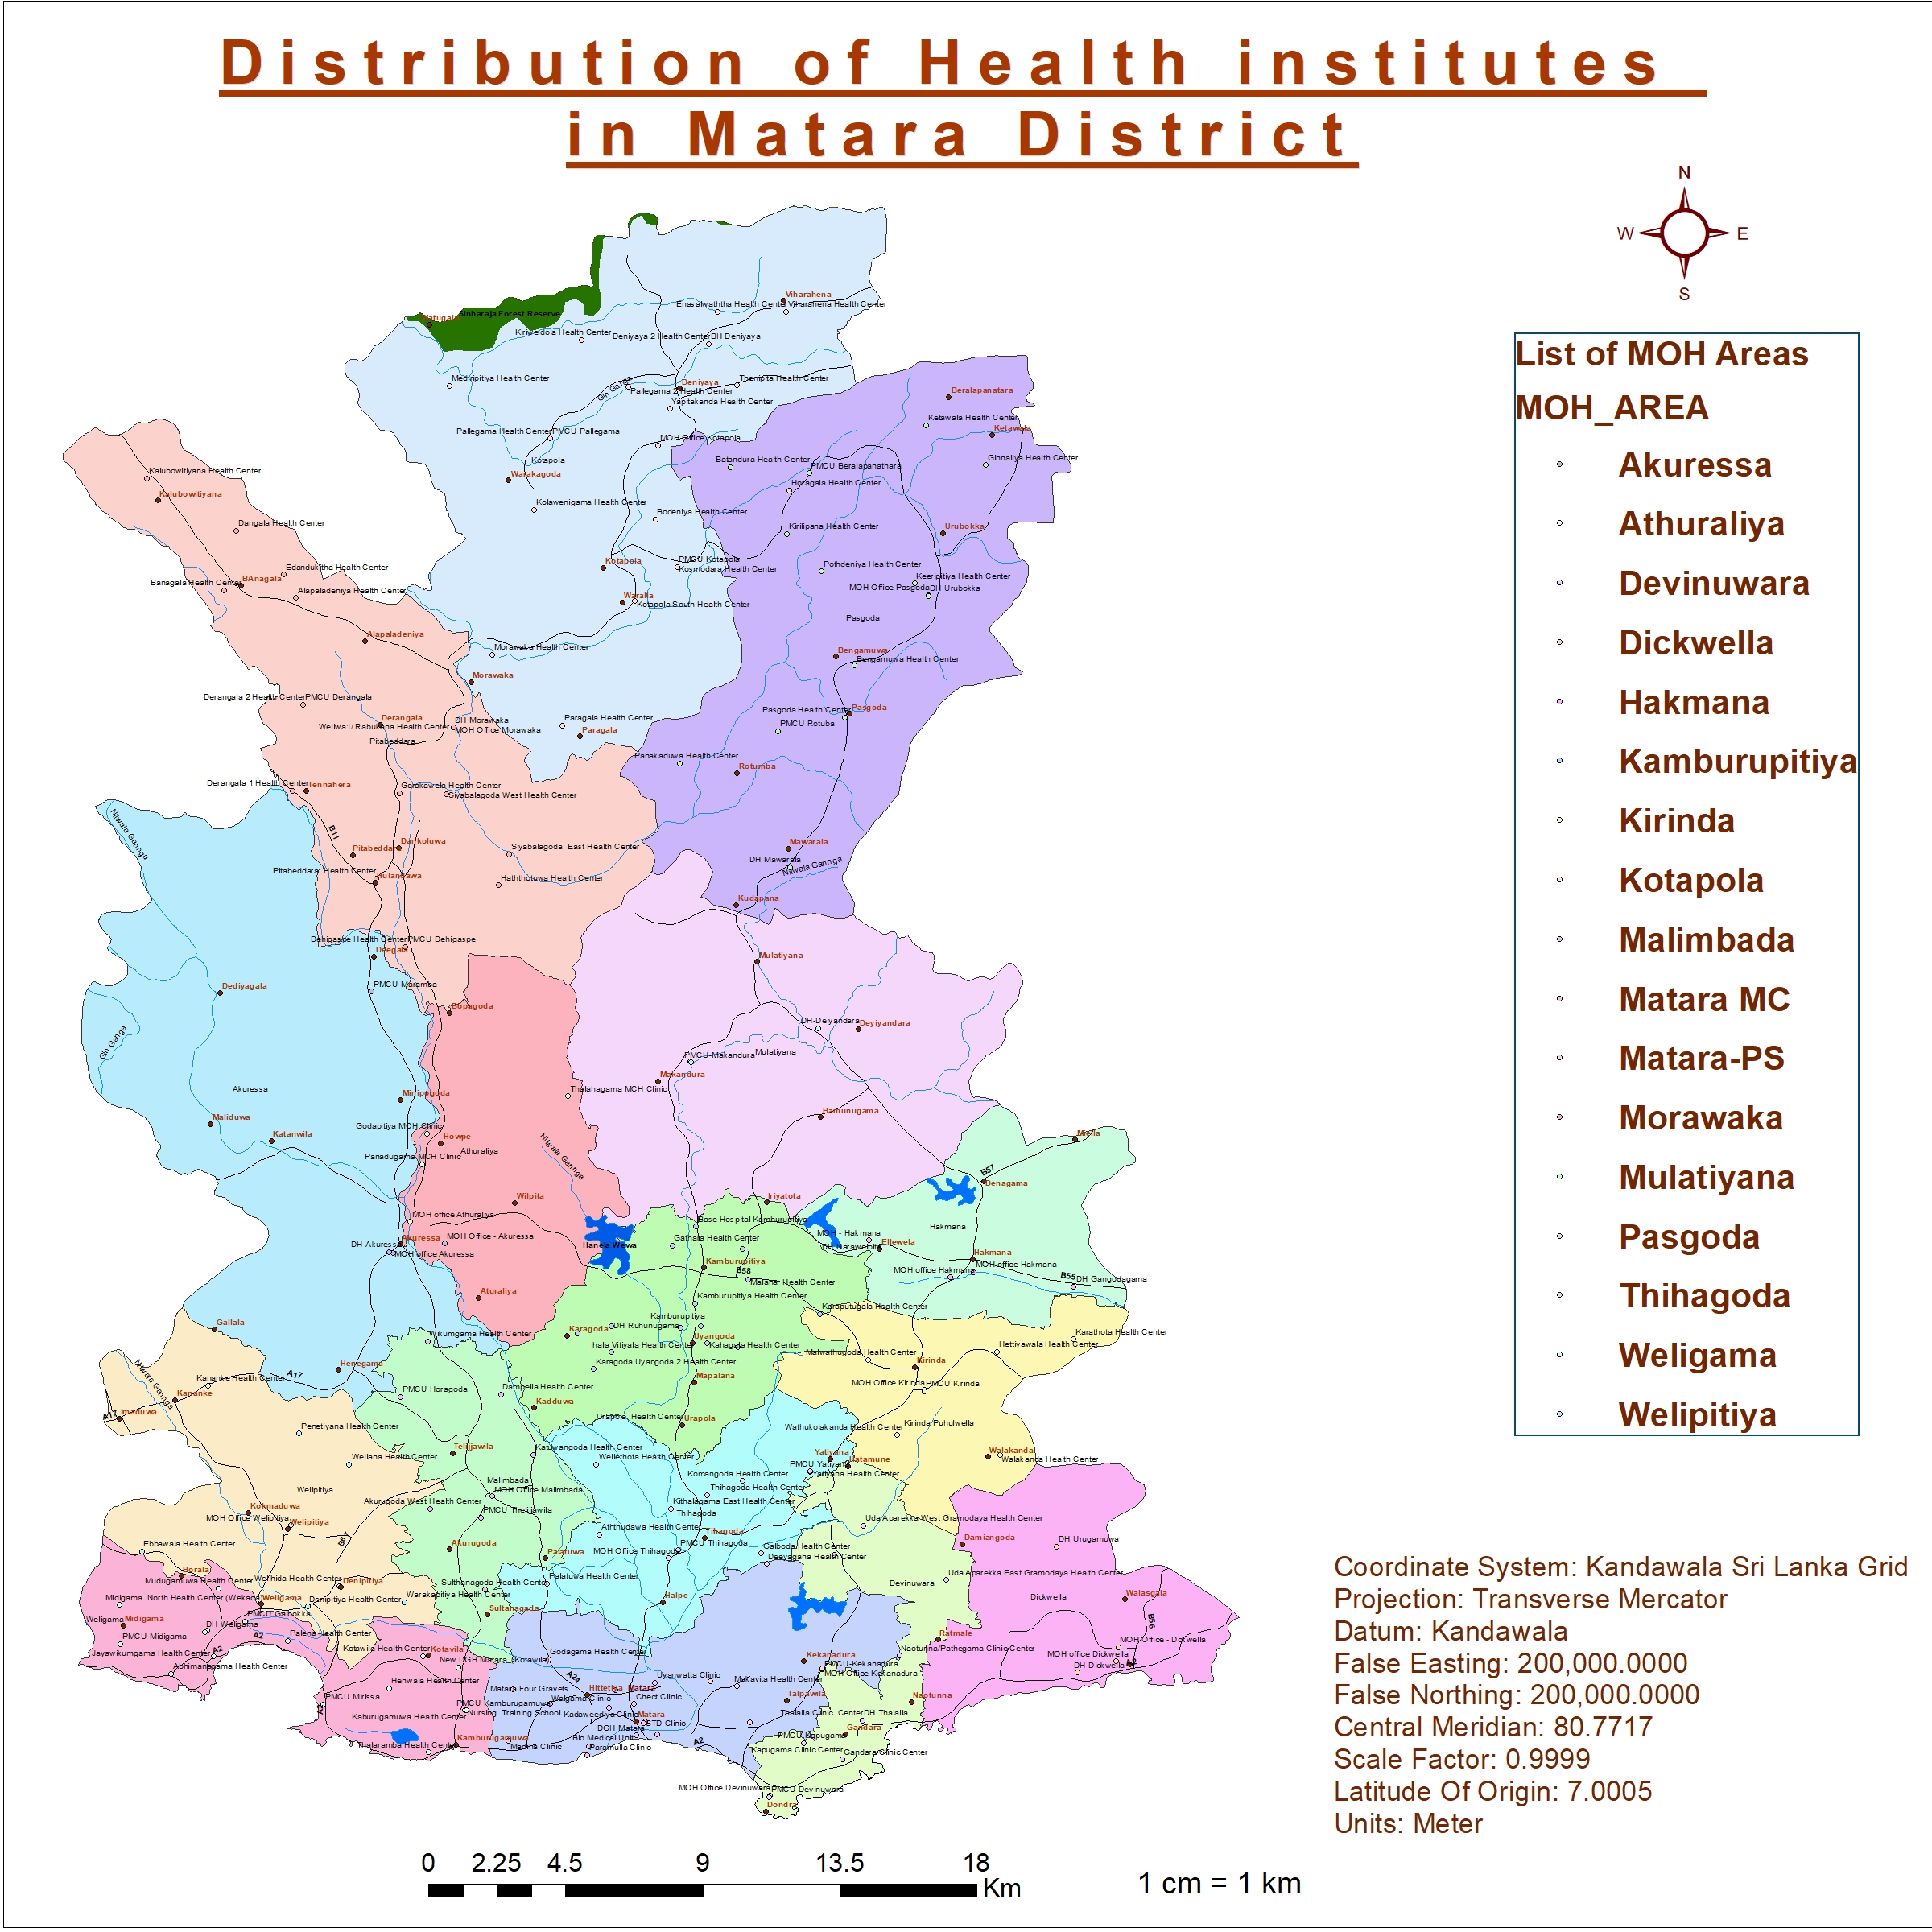 Distribution of Health institutes
in Matara District
N
W
E
S
List of MOH Areas
MOH_AREA
Akuressa
Athuraliya
Devinuwara
Dickwella
Hakmana
Kamburupitiya
Kirinda
Kotapola
Malimbada
Matara MC
Matara-PS
Morawaka
Mulatiyana
Pasgoda
Thihagoda
Weligama
Welipitiya
Viharahena
Enasalwaththa Health Center
Viharahena Health Center
Sinharaja Forest Reserve
Kiriweldola Health Center
Deniyaya 2 Health Center
BH Deniyaya
Mediripitiya Health Center
Gin Ganga
Deniyaya
Thenipita Health Center
Pallegama 2 Health Center
Yapitakanda Health Center
Beralapanatara
Ketawala Health Center
Ketawala
Pallegama Health Center
PMCU Pallegama
MOH Office Kotapola
Kotapola
Warakagoda
Batandura Health Center
PMCU Beralapanathara
Ginnaliya Health Center
Horagala Health Center
Kalubowitiyana Health Center
Kalubowitiyana
Kolawenigama Health Center
Bodeniya Health Center
Dangala Health Center
Kirilipana Health Center
Urubokka
Kotapola
PMCU Kotapola
Kosmodara Health Center
Pothdeniya Health Center
Edandukitha Health Center
Banagala Health Center
BAnagala
Alapaladeniya Health Center
Keeripitiya Health Center
MOH Office Pasgoda
DH Urubokka
Waralla
Kotapola South Health Center
Pasgoda
Alapaladeniya
Morawaka Health Center
Bengamuwa
Bengamuwa Health Center
Morawaka
Derangala 2 Health Center
PMCU Derangala
Pasgoda Health Center
Pasgoda
PMCU Rotuba
Derangala
DH Morawaka
MOH Office Morawaka
Paragala Health Center
Paragala
Pitabeddara
Panakaduwa Health Center
Rotumba
Derangala 1 Health Center
Tennahera
Gorakawela Health Center
Siyabalagoda West Health Center
Nilwala Gannga
B11
Pitabeddara
Dankoluwa
Siyabalagoda East Health Center
Mawarala
DH Mawarala
Nilwala Gannga
Pitabeddara Health Center
Hulandawa
Haththotuwa Health Center
Kudapana
Dehigaspe Health Center
PMCU Dehigaspe
Deegala
Mulatiyana
Dediyagala
PMCU Maramba
Bopagoda
DH-Deiyandara
Deyiyandara
Gin Ganga
PMCU-Makandura
Mulatiyana
Makandura
Akuressa
Thalahagama MCH Clinic
MiriPogoda
Ramunugama
Maliduwa
Katanwila
Godapitiya MCH Clinic
Howpe
Athuraliya
Panadugama MCH Clinic
Nilwala Gannga
Miella
B57
Denagama
Wilpita
Iriyatota
MOH office Athuraliya
Base Hospital Kamburupitiya
Hakmana
MOH - Hakmana
DH Narawelpita
Ellewela
DH-Akuressa
Akuressa
MOH Office - Akuressa
MOH office Akuressa
Hanela Wewa
Gathara Health Center
Kamburupitiya
B58
Malana Health Center
Hakmana
MOH office Hakmana
MOH office Hakmana
B55
DH Gangodagama
Aturaliya
Kamburupitiya Health Center
Karaputugala Health Center
Gallala
Wikumgama Health Center
Karagoda
DH Ruhunugama
Kamburupitiya
Uyangoda
Ihala Vitiyala Health Center
Kahagala Health Center
Karagoda Uyangoda 2 Health Center
Karathota Health Center
Hettiyawala Health Center
Malwathugoda Health Center
Kirinda
Henegama
A17
Kananke Health Center
Kananke
Nilwala Gannga
A17
Imaduwa
PMCU Horagoda
Dampella Health Center
Kadduwa
Mapalana
MOH Office Kirinda
PMCU Kirinda
Urapola Health Center
Urapola
Penetiyana Health Center
Wathukolakanda Health Center
Kirinda Puhulwella
Telijjawila
Katuwangoda Health Center
Wellethota Health Center
Wellana Health Center
Yatiyana
PMCU Yatiyana
Ratamune
Yatiyana Health Center
Walakanda
Walakanda Health Center
Welipitiya
Malimbada
MOH Office Malimbada
Komangoda Health Center
Thihagoda Health Center
Akurugoda West Health Center
PMCU Thelijjawila
Kithalagama East Health Center
Thihagoda
Kokmaduwa
MOH Office Welipitiya
Welipitiya
B67
Aththudawa Health Center
Tihagoda
PMCU Thihagoda
Uda Aparekka West Gramodaya Health Center
Damiangoda
DH Urugamuwa
Ebbawala Health Center
Akurugoda
Palatuwa
MOH Office Thihagoda
Galboda Health Center
Deeyagaha Health Center
Borala
Mudugamuwa Health Center
Welihida Health Center
Denipitiya
Palatuwa Health Center
Sulthanagoda Health Center
Devinuwara
Uda Aparekka East Gramodaya Health Center
Midigama North Health Center (Wekada)
Weligama
Denipitiya Health Center
Warakapitiya Health Center
Halpe
Dickwella
Walasgala
PMCU Galbokka
Sultanagada
Weligama
Midigama
DH Weligama
PMCU Midigama
A2
Palena Health Center
Ratmale
B56
MOH Office - Dickwella
Jayawikumgama Health Center
A2
Kotawila Health Center
Kotavila
New DGH Matara (Kotawila)
Godagama Health Center
Kekanadura
Naotunna/Pathegama Clinic Center
MOH office Dickwella
DH Dickwella
A2
Abhimanagama Health Center
PMCU-Kekanadura
MOH Office-Kekanadura
Henwala Health Center
A24
Uyanwatta Clinic
Makavita Health Center
PMCU Mirissa
A2
Matara Four Gravets
Hittetiya
Matara
Talpawila
Naotunna
PMCU Kamburugamuwa
Walgama Clinic
Chest Clinic
Kaburugamuwa Health Center
Nursing Training School
Kadaweediya Clinic
Matara
STD Clinic
Thalalla Clinic Center
DH Thalalla
DGH Matara
Bio Medical Unit
Gandara
PMCU Kapugama
Thalaramba Health Center
Kamburugamuwa
Madiha Clinic
Paramulla Clinic
A2
Kapugama Clinic Center
Gandara Clinic Center
MOH Office Devinuwara
PMCU Devinuwara
Dondra
Coordinate System: Kandawala Sri Lanka Grid
Projection: Transverse Mercator
Datum: Kandawala
False Easting: 200,000.0000
False Northing: 200,000.0000
Central Meridian: 80.7717
Scale Factor: 0.9999
Latitude Of Origin: 7.0005
Units: Meter
0 2.25 4.5 9 13.5 18
Km
1 cm = 1 km